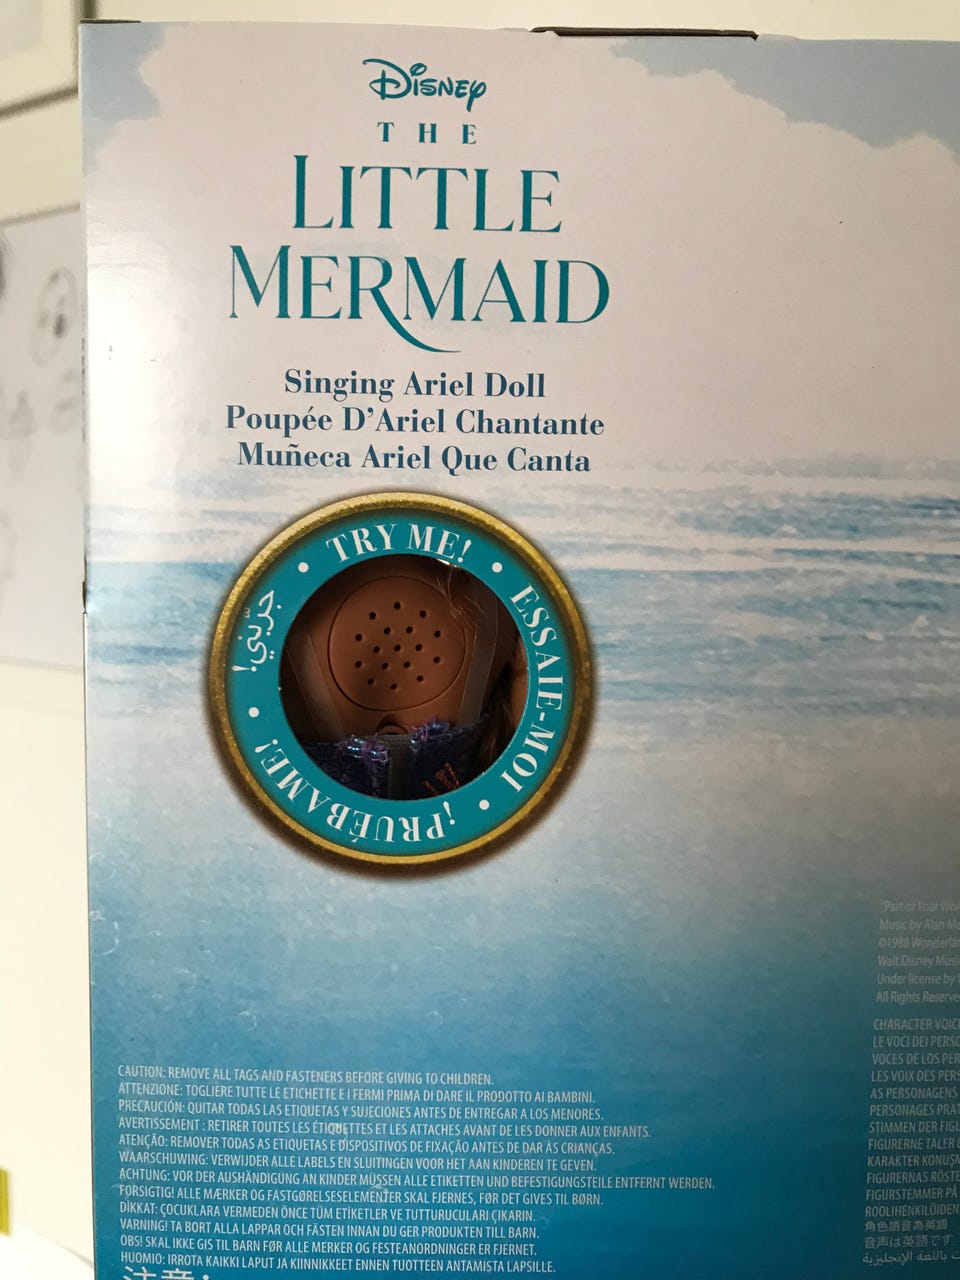 Disney
THE
LITTLE
MERMAID
Singing Ariel Doll
Poupée D'Ariel Chantante
Muñeca Ariel Que Canta
TRY ME!
ESSAIE-MOI
¡PRUÉBAME!
جرّبني!
"Part of Your
Music by Alan
©1988
Walt Disney
Under license by
All Rights
CHARACTER
LE VOCI DEI
VOCES DE LOS
LES VOIX DES
AS PERSONAGENS
PERSONAGES
STIMMEN DER
FIGURERNE TALER
KARAKTER
FIGURERNAS
FIGURSTEMMER PÅ
角色語音為英語
音声は英語です
باللغة الإنجليزية
CAUTION: REMOVE ALL TAGS AND FASTENERS BEFORE GIVING TO CHILDREN.
ATTENZIONE: TOGLIERE TUTTE LE ETICHETTE E I FERMI PRIMA DI DARE IL PRODOTTO AI BAMBINI.
PRECAUCIÓN: QUITAR TODAS LAS ETIQUETAS Y SUJECIONES ANTES DE ENTREGAR A LOS MENORES.
AVERTISSEMENT : RETIRER TOUTES LES ÉTIQUETTES ET LES ATTACHES AVANT DE LES DONNER AUX ENFANTS.
ATENÇÃO: REMOVER TODAS AS ETIQUETAS E DISPOSITIVOS DE FIXAÇÃO ANTES DE DAR ÀS CRIANÇAS.
WAARSCHUWING: VERWIJDER ALLE LABELS EN SLUITINGEN VOOR HET AAN KINDEREN TE GEVEN.
ACHTUNG: VOR DER AUSHÄNDIGUNG AN KINDER MÜSSEN ALLE ETIKETTEN UND BEFESTIGUNGSTEILE ENTFERNT WERDEN.
FORSIGTIG! ALLE MÆRKER OG FASTGØRELSESELEMENTER SKAL FJERNES, FØR DET GIVES TIL BØRN.
DİKKAT: ÇOCUKLARA VERMEDEN ÖNCE TÜM ETİKETLER VE TUTTURUCULARI ÇIKARIN.
VARNING! TA BORT ALLA LAPPAR OCH FÄSTEN INNAN DU GER PRODUKTEN TILL BARN.
OBS! SKAL IKKE GIS TIL BARN FØR ALLE MERKER OG FESTEANORDNINGER ER FJERNET.
HUOMIO: IRROTA KAIKKI LAPUT JA KIINNIKKEET ENNEN TUOTTEEN ANTAMISTA LAPSILLE.
注意: